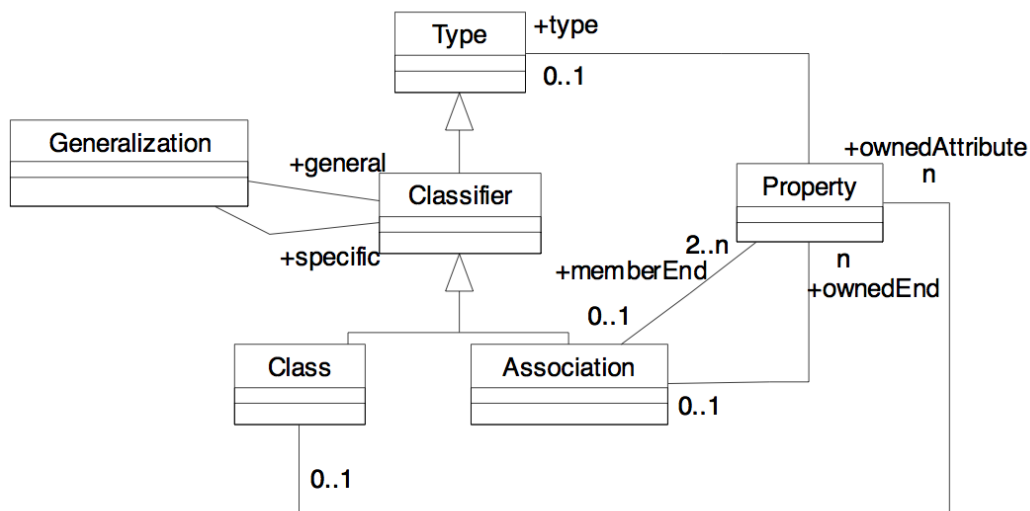 Type
+type
0..1
Generalization
+general
+specific
Classifier
+ownedAttribute
n
Property
2..n
+memberEnd
n
+ownedEnd
0..1
Class
Association
0..1
0..1